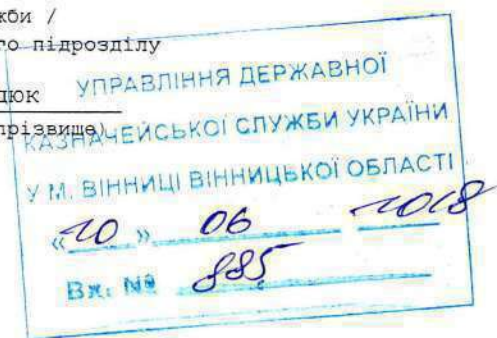 жби /
го підрозділу
ДЮК
прізвище)
УПРАВЛІННЯ ДЕРЖАВНОЇ
КАЗНАЧЕЙСЬКОЇ СЛУЖБИ УКРАЇНИ
У М. ВІННИЦІ ВІННИЦЬКОЇ ОБЛАСТІ
«20» 06 2018
Вх. № 885